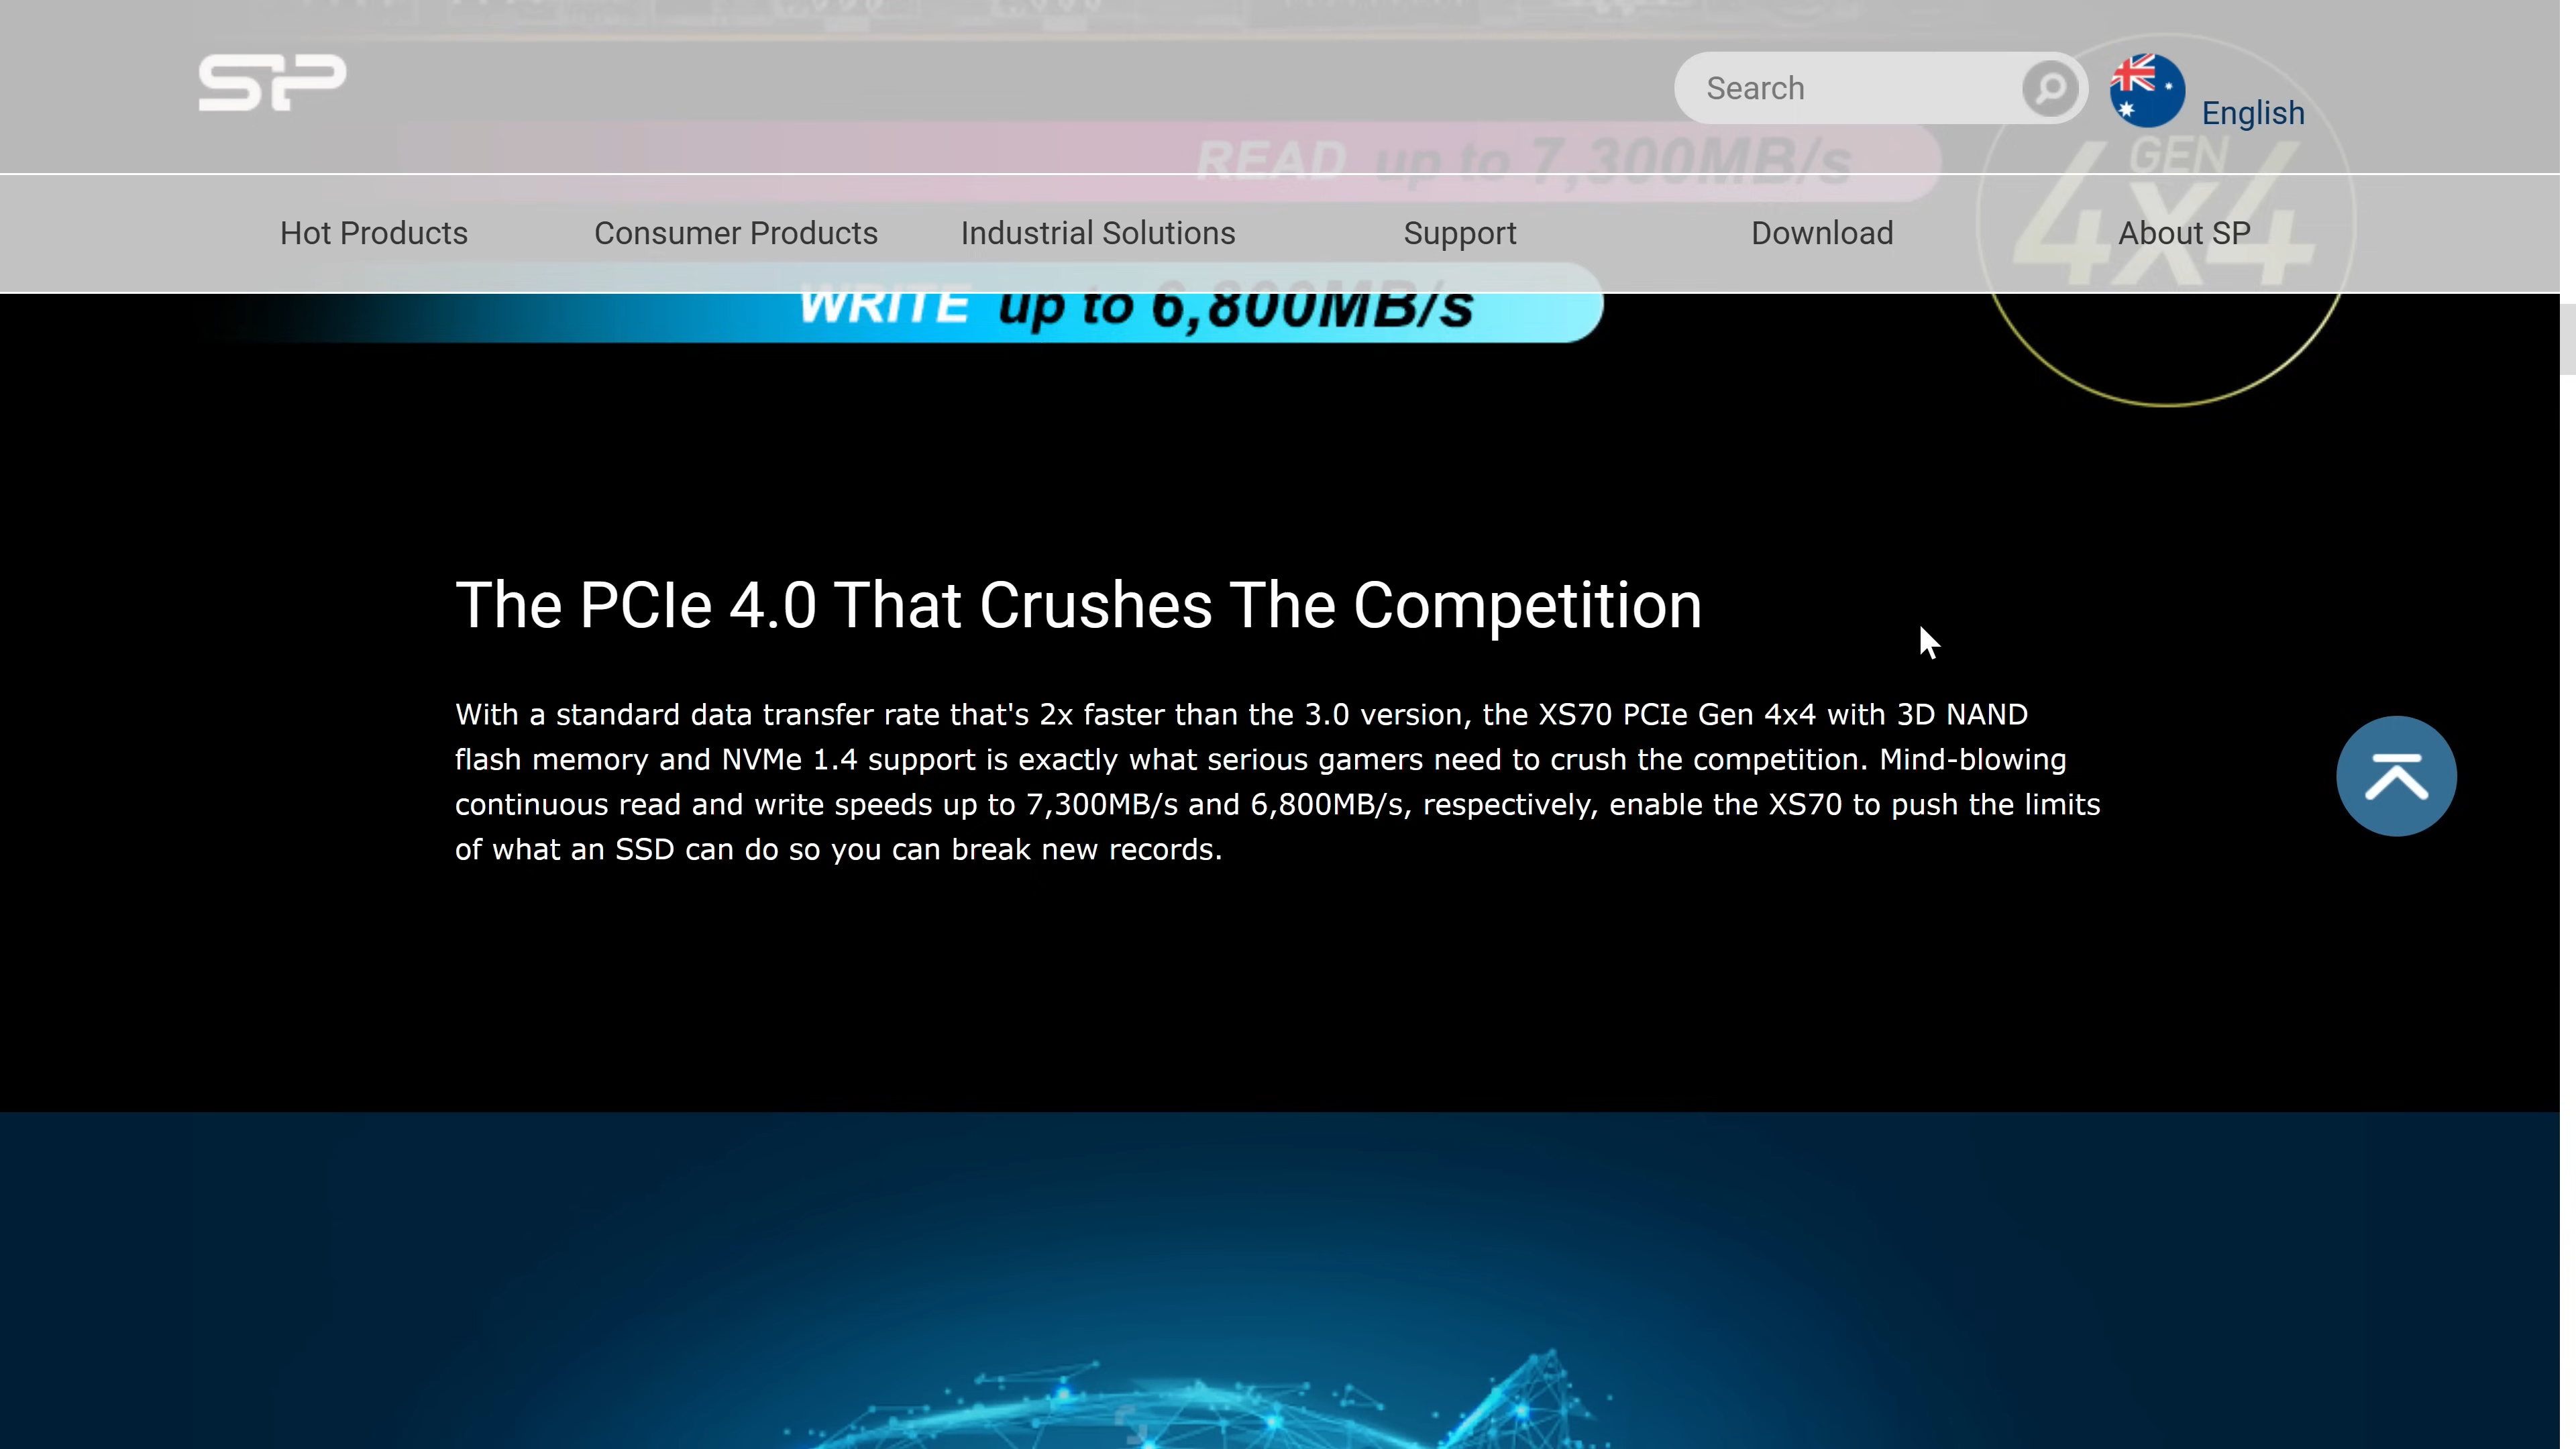 SP
Search
English
READ up to 7,300MB/s
GEN
4x4
Hot Products
Consumer Products
Industrial Solutions
Support
Download
About SP
WRITE up to 6,800MB/s
The PCIe 4.0 That Crushes The Competition
With a standard data transfer rate that's 2x faster than the 3.0 version, the XS70 PCIe Gen 4x4 with 3D NAND
flash memory and NVMe 1.4 support is exactly what serious gamers need to crush the competition. Mind-blowing
continuous read and write speeds up to 7,300MB/s and 6,800MB/s, respectively, enable the XS70 to push the limits
of what an SSD can do so you can break new records.